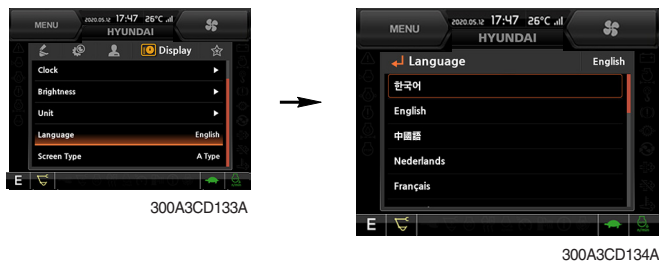 MENU
2020.05.12 17:47 26°C .ıl
HYUNDAI
Display
Clock
Brightness
Unit
Language English
Screen Type A Type
E
300A3CD133A
MENU
2020.05.12 17:47 26°C .ıl
HYUNDAI
Language English
한국어
English
中國語
Nederlands
Français
E
300A3CD134A